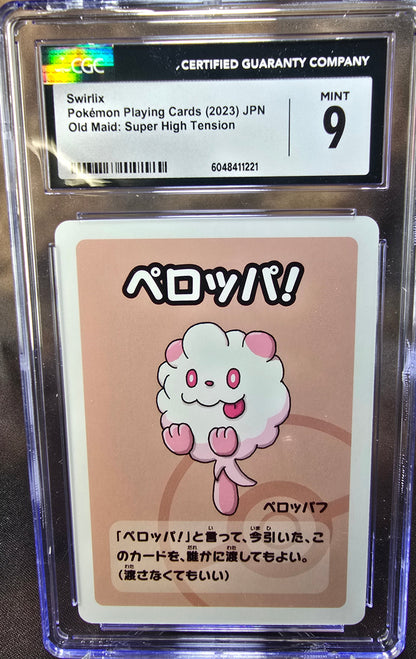 CGC
CERTIFIED GUARANTY COMPANY
Swirlix
Pokémon Playing Cards (2023) JPN
Old Maid: Super High Tension
6048411221
MINT
9
ペロッパ!
ペロッパフ
「ペロッパ!」と言って、今引いた、こ
のカードを、誰かに渡してもよい。
(渡さなくてもいい)